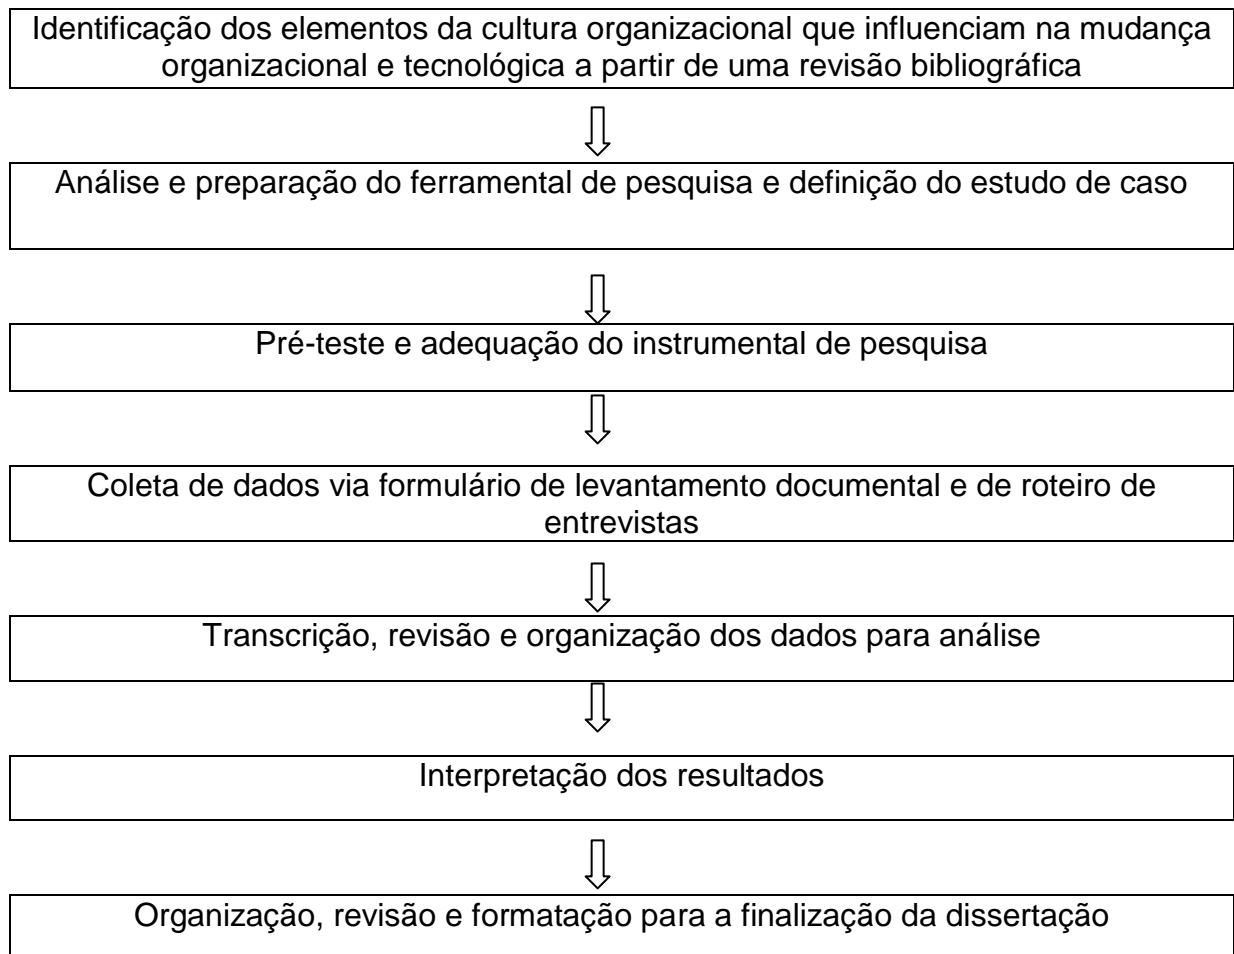 Identificação dos elementos da cultura organizacional que influenciam na mudança
organizacional e tecnológica a partir de uma revisão bibliográfica
Análise e preparação do ferramental de pesquisa e definição do estudo de caso
Pré-teste e adequação do instrumental de pesquisa
Coleta de dados via formulário de levantamento documental e de roteiro de
entrevistas
Transcrição, revisão e organização dos dados para análise
Interpretação dos resultados
Organização, revisão e formatação para a finalização da dissertação